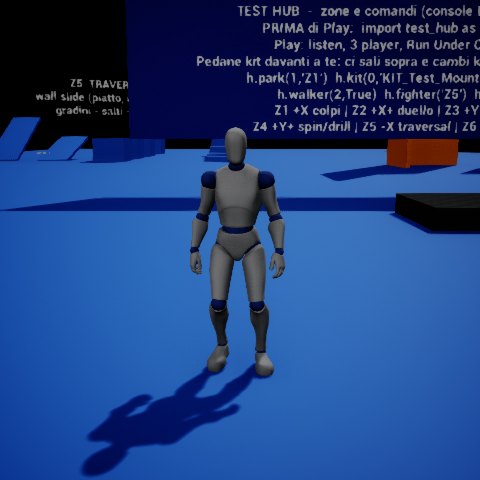 TEST HUB - zone e comandi (console
PRIMA di Play: import test_hub as
Play: listen, 3 player, Run Under O
Pedane krt davanti a te: ci sali sopra e cambi k
h.park(1,'Z1') h.kit(0,'KIT_Test_Mount
h.walker(2,True) h.fighter('Z5') h
Z1 +X colpi | Z2 +X+ duello | Z3 +Y
Z4 +Y+ spin/drill | Z5 -X traversal | Z6
Z5 TRAVER
wall slide (piatto,
gradini - salti -